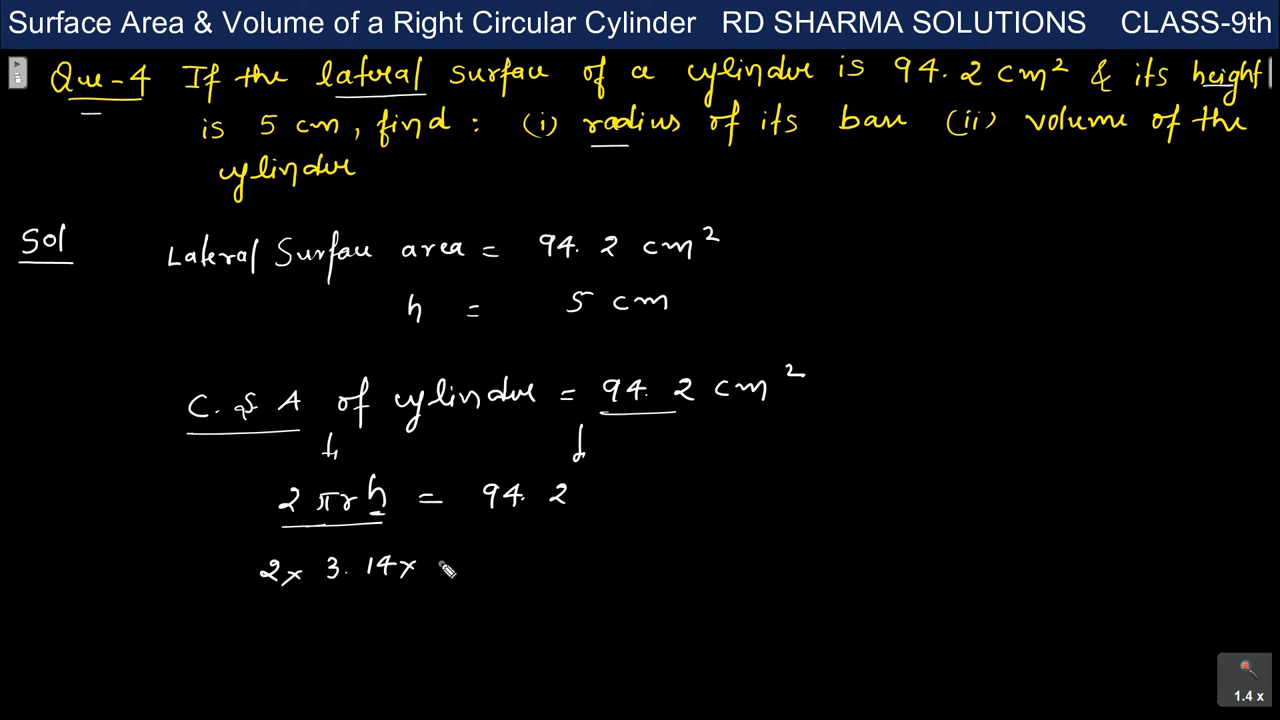 Surface Area & Volume of a Right Circular Cylinder RD SHARMA SOLUTIONS CLASS-9th
Que-4 If the lateral surface of a cylinder is 94.2 cm² & its height
is 5 cm, find: (i) radius of its base (ii) volume of the
cylinder
Sol
Lateral Surface area = 94.2 cm²
h = 5 cm
C.S A of cylinder = 94.2 cm²
2πrh = 94.2
2× 3.14×
1.4 x